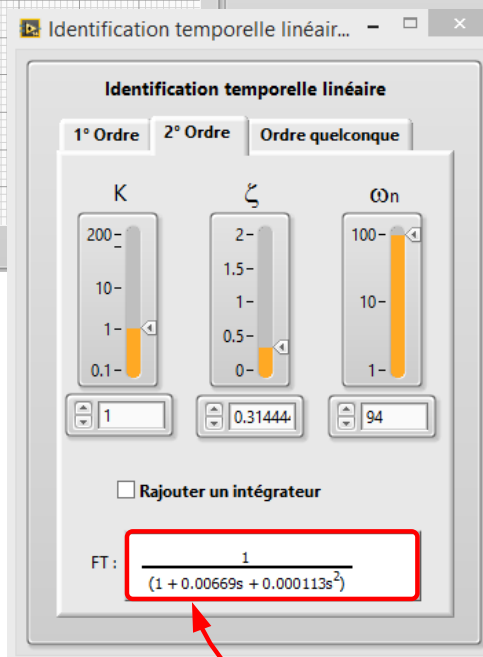 Identification temporelle linéair...
Identification temporelle linéaire
1° Ordre 2° Ordre Ordre quelconque
K ζ ωn
200 2 100
1.5
10 1 10
1 0.5
0.1 0 1
1 0.31444 94
Rajouter un intégrateur
FT : 1
(1 + 0.00669s + 0.000113s²)